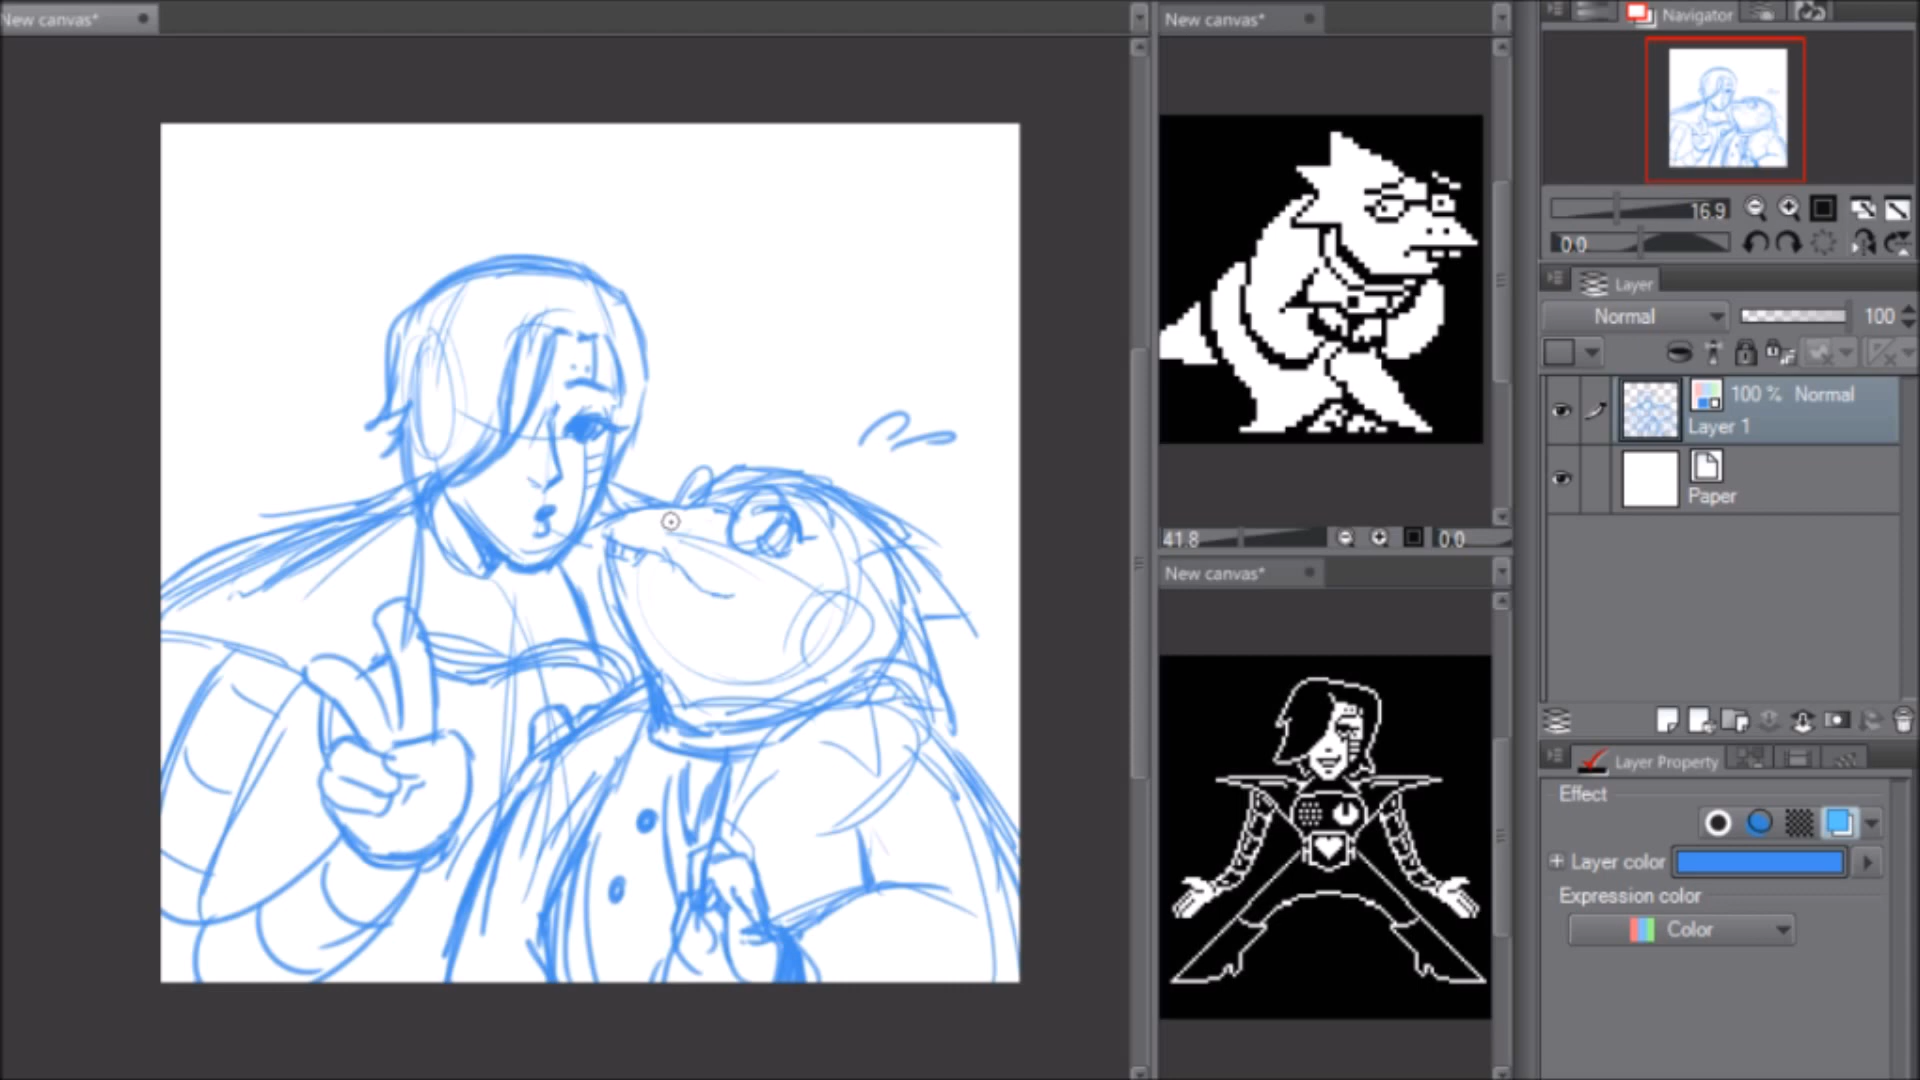 New canvas*
New canvas*
Navigator
16.9
0.0
Layer
Normal
100
100 % Normal
Layer 1
Paper
41.8
0.0
New canvas*
Layer Property
Effect
Layer color
Expression color
Color